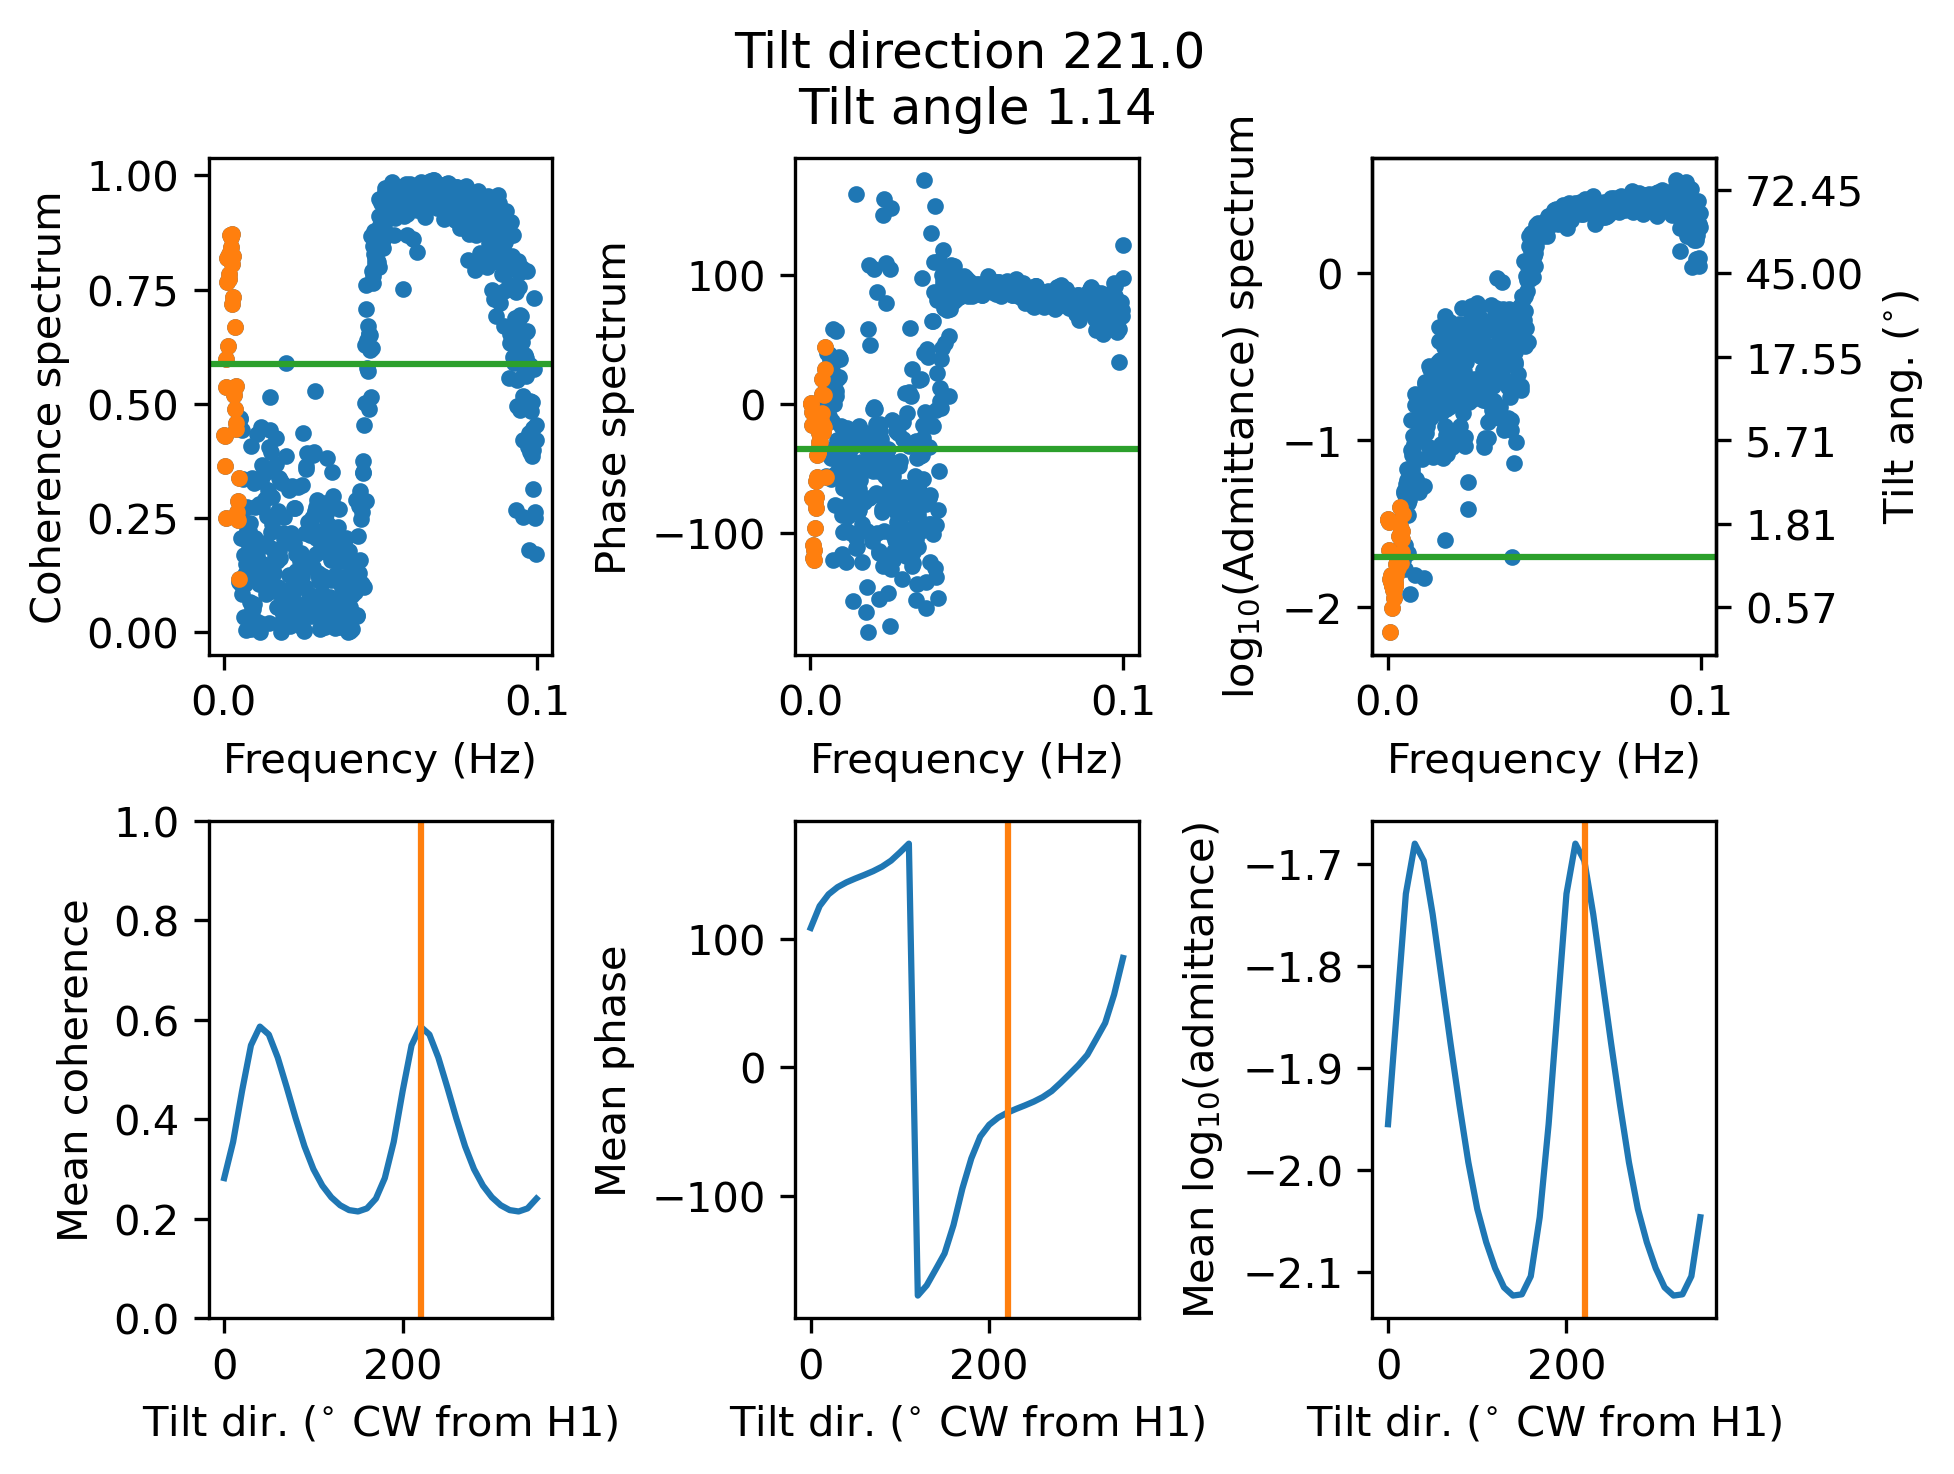 Tilt direction 221.0
Tilt angle 1.14
Coherence spectrum
1.00
0.75
0.50
0.25
0.00
0.0
0.1
Frequency (Hz)
Phase spectrum
100
0
−100
0.0
0.1
Frequency (Hz)
log10(Admittance) spectrum
0
−1
−2
0.0
0.1
Frequency (Hz)
72.45
45.00
17.55
5.71
1.81
0.57
Tilt ang. (°)
Mean coherence
1.0
0.8
0.6
0.4
0.2
0.0
0
200
Tilt dir. (° CW from H1)
Mean phase
100
0
−100
0
200
Tilt dir. (° CW from H1)
Mean log10(admittance)
−1.7
−1.8
−1.9
−2.0
−2.1
0
200
Tilt dir. (° CW from H1)